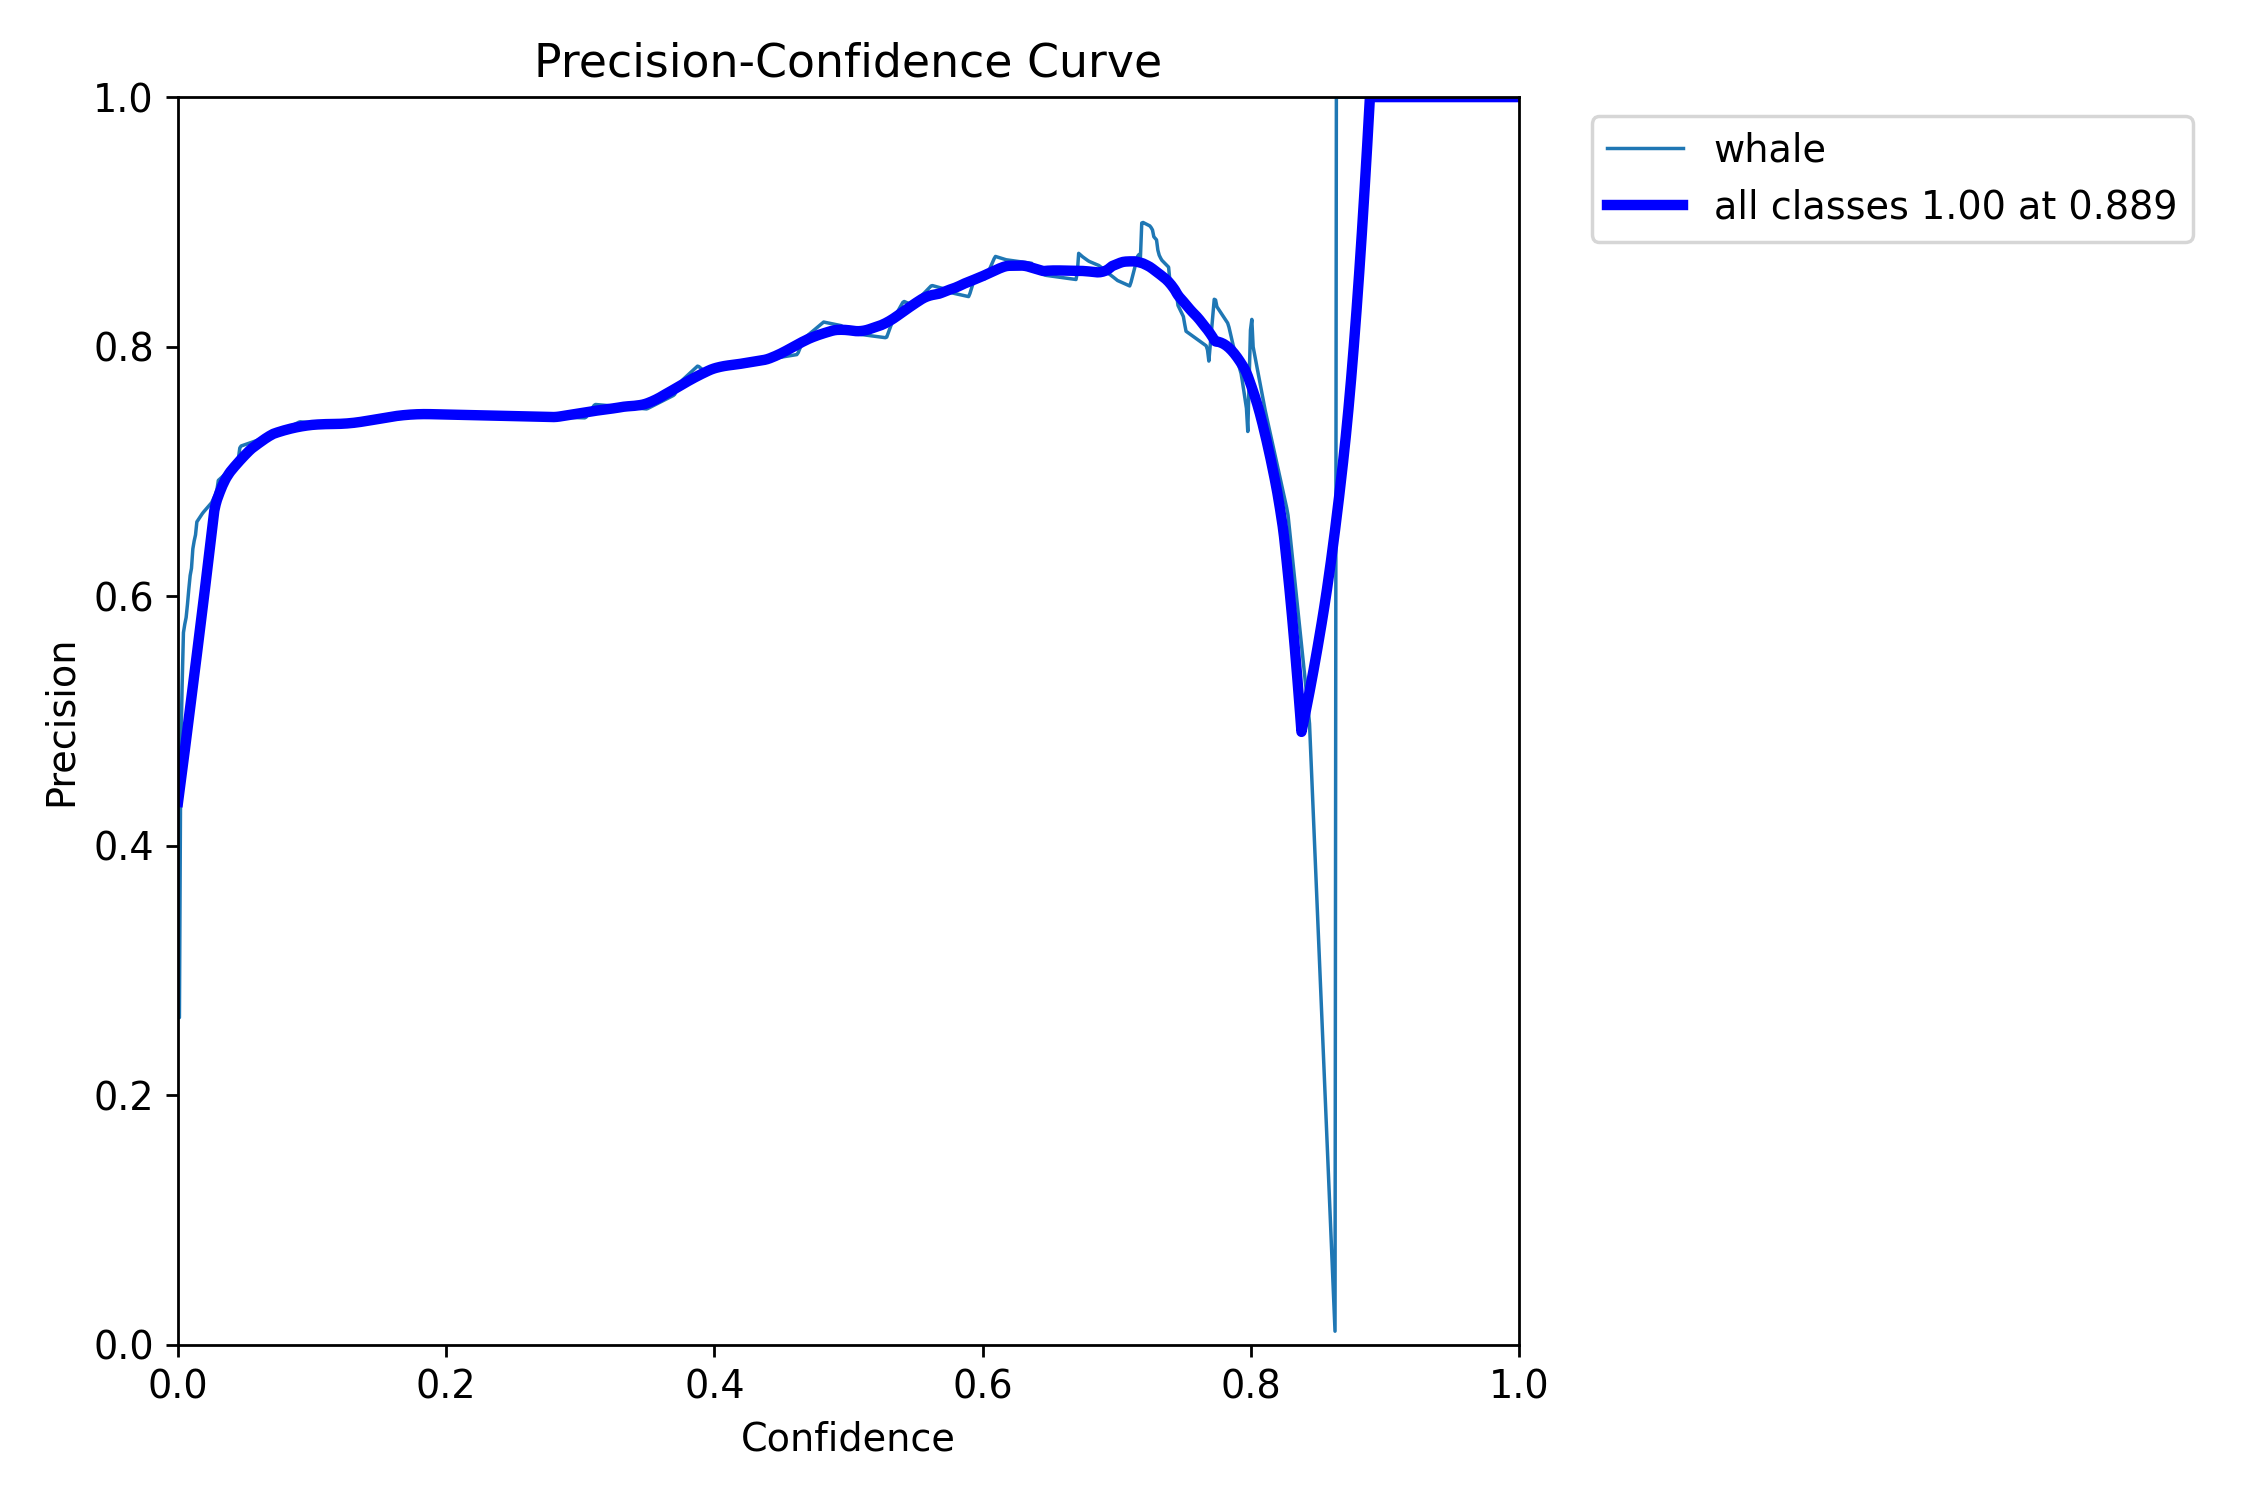 Precision-Confidence Curve
1.0
0.8
0.6
0.4
0.2
0.0
Precision
0.0 0.2 0.4 0.6 0.8 1.0
Confidence
whale
all classes 1.00 at 0.889